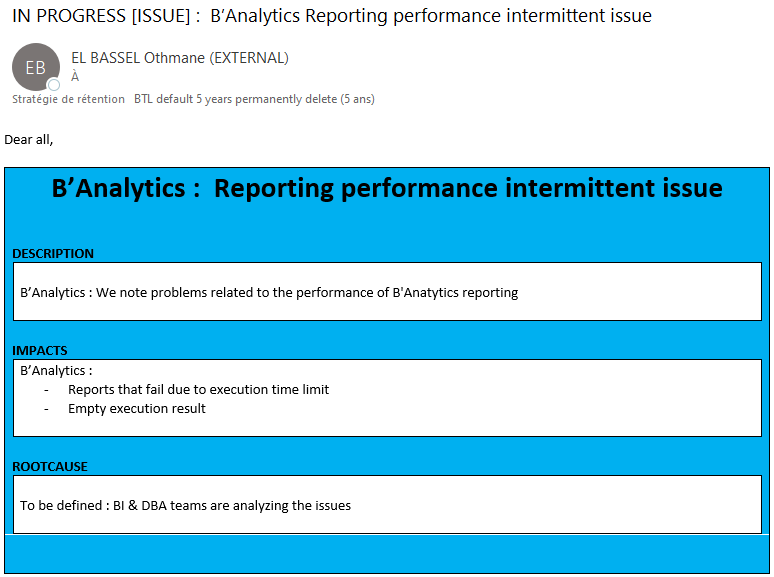 IN PROGRESS [ISSUE] :  B’Analytics Reporting performance intermittent issue
EB
EL BASSEL Othmane (EXTERNAL)
À
Stratégie de rétention   BTL default 5 years permanently delete (5 ans)
Dear all,
B’Analytics :  Reporting performance intermittent issue
DESCRIPTION
B’Analytics : We note problems related to the performance of B'Anatytics reporting
IMPACTS
B’Analytics :
- Reports that fail due to execution time limit
- Empty execution result
ROOTCAUSE
To be defined : BI & DBA teams are analyzing the issues